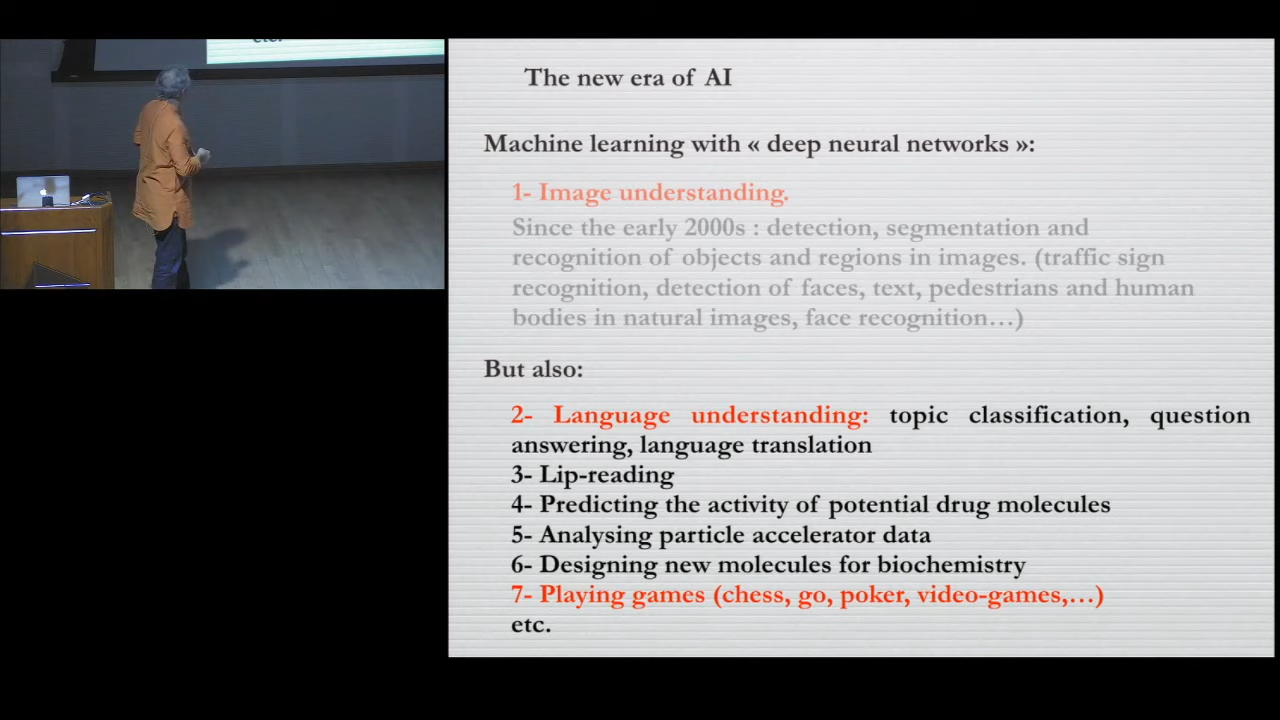 etc.
The new era of AI
Machine learning with « deep neural networks »:
1- Image understanding.
Since the early 2000s : detection, segmentation and
recognition of objects and regions in images. (traffic sign
recognition, detection of faces, text, pedestrians and human
bodies in natural images, face recognition…)
But also:
2- Language understanding: topic classification, question
answering, language translation
3- Lip-reading
4- Predicting the activity of potential drug molecules
5- Analysing particle accelerator data
6- Designing new molecules for biochemistry
7- Playing games (chess, go, poker, video-games,…)
etc.